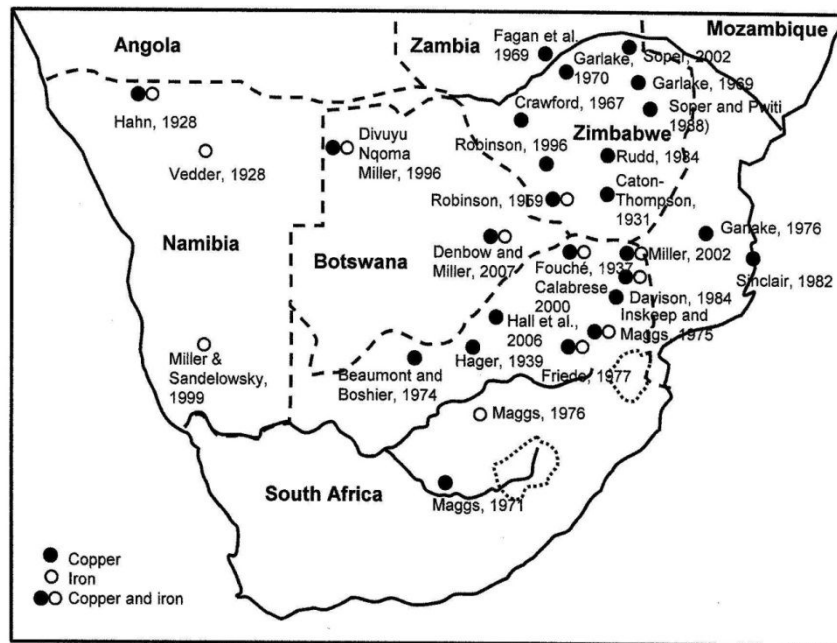 Angola
Zambia
Mozambique
Fagan et al.
1969
Soper, 2002
Garlake,
1970
Garlake, 1969
Crawford, 1967
Soper and Pwiti
1988)
Hahn, 1928
Zimbabwe
Divuyu
Nqoma
Miller, 1996
Robinson, 1996
Rudd, 1984
Vedder, 1928
Caton-
Thompson,
1931
Robinson, 1959
Garlake, 1976
Namibia
Botswana
Denbow and
Miller, 2007
Fouché, 1937
Calabrese
2000
Miller, 2002
Sinclair, 1982
Davison, 1984
Hall et al.,
2006
Inskeep and
Maggs, 1975
Miller &
Sandelowsky,
1999
Hager, 1939
Beaumont and
Boshier, 1974
Friede, 1977
Maggs, 1976
South Africa
Maggs, 1971
Copper
Iron
Copper and iron